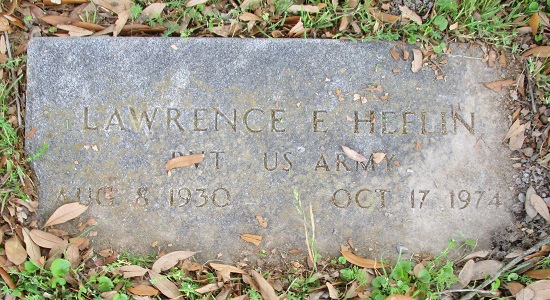 LAWRENCE E HEFLIN
PVT US ARMY
AUG 8 1930 OCT 17 1974